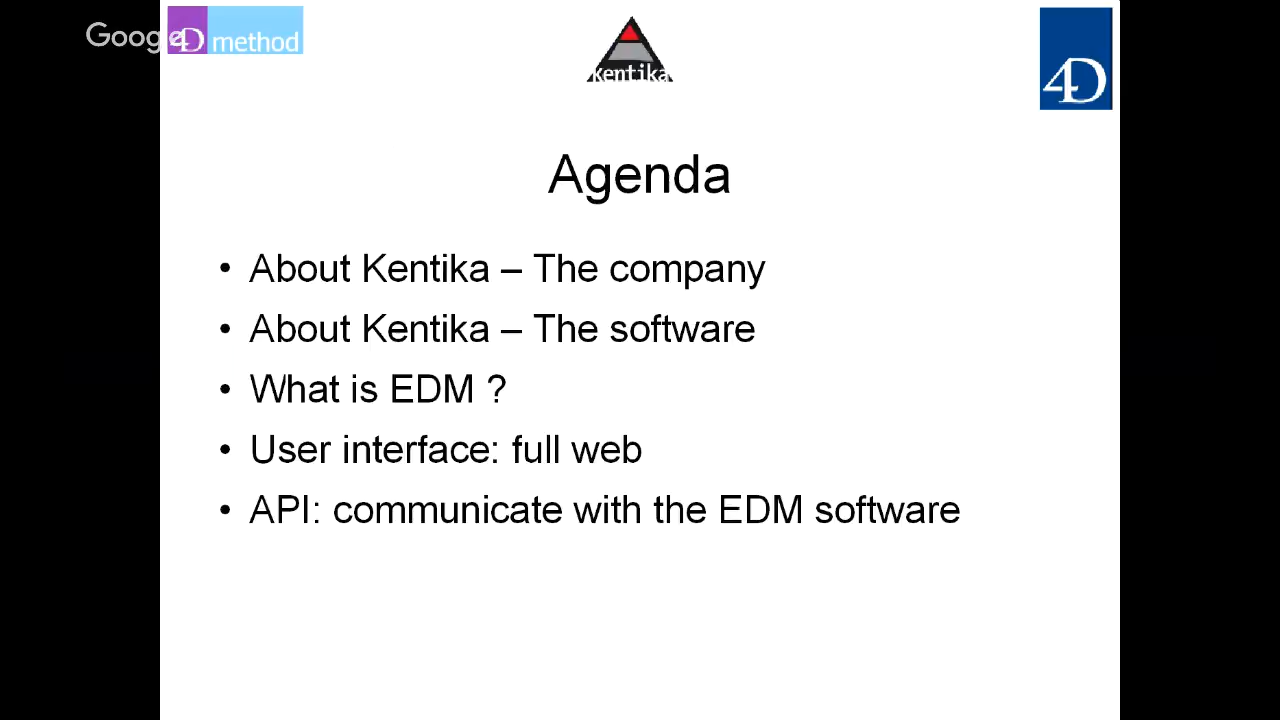 Google
4D method
kentika
4D
Agenda
• About Kentika – The company
• About Kentika – The software
• What is EDM ?
• User interface: full web
• API: communicate with the EDM software